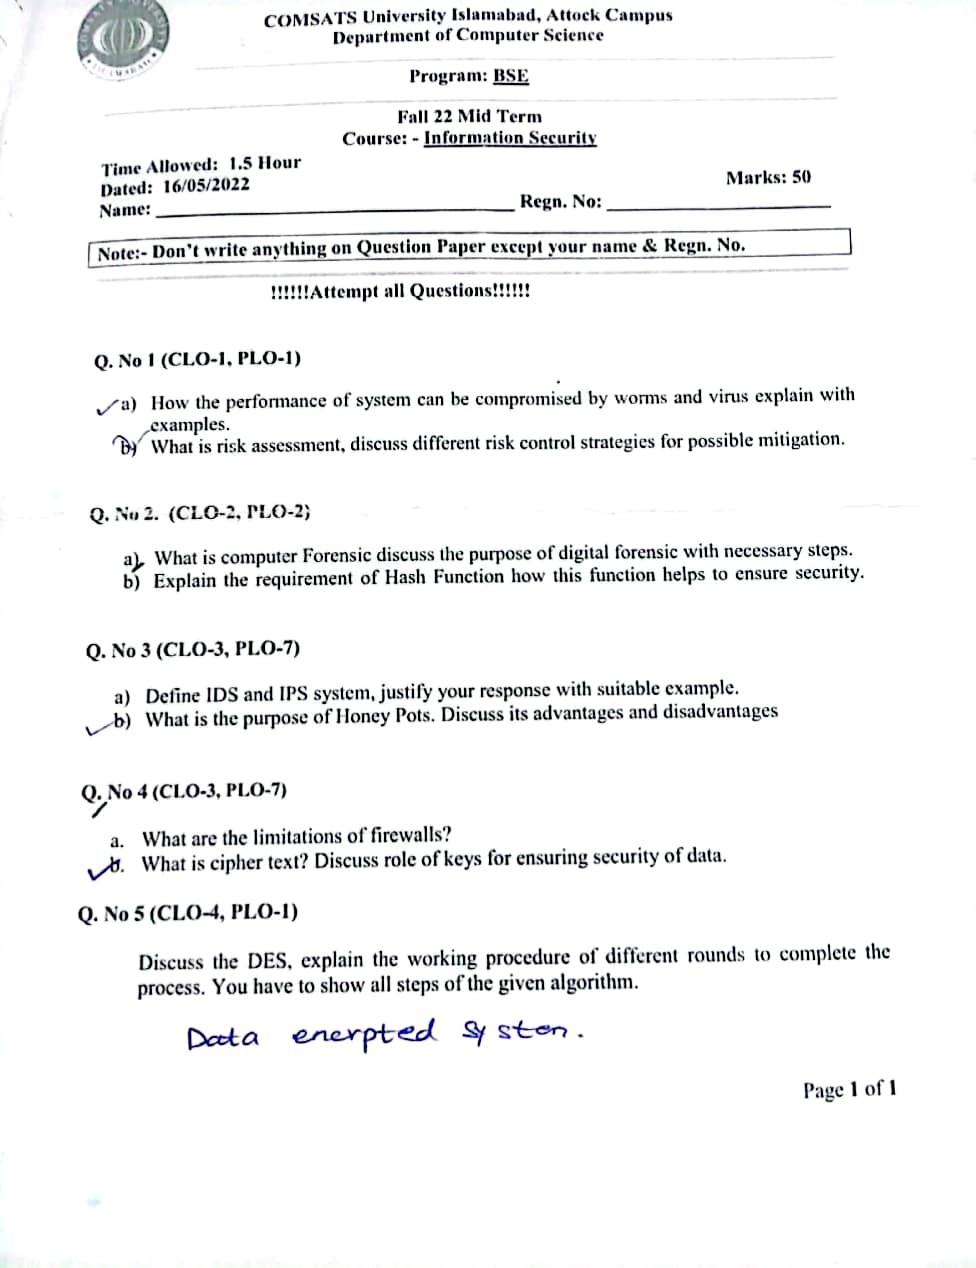 COMSATS University Islamabad, Attock Campus
Department of Computer Science
Program: BSE
Fall 22 Mid Term
Course: - Information Security
Time Allowed: 1.5 Hour
Marks: 50
Dated: 16/05/2022
Name: Regn. No:
Note:- Don't write anything on Question Paper except your name & Regn. No.
!!!!!!Attempt all Questions!!!!!!
Q. No 1 (CLO-1, PLO-1)
a) How the performance of system can be compromised by worms and virus explain with
examples.
b) What is risk assessment, discuss different risk control strategies for possible mitigation.
Q. No 2. (CLO-2, PLO-2)
a) What is computer Forensic discuss the purpose of digital forensic with necessary steps.
b) Explain the requirement of Hash Function how this function helps to ensure security.
Q. No 3 (CLO-3, PLO-7)
a) Define IDS and IPS system, justify your response with suitable example.
b) What is the purpose of Honey Pots. Discuss its advantages and disadvantages
Q. No 4 (CLO-3, PLO-7)
a. What are the limitations of firewalls?
b. What is cipher text? Discuss role of keys for ensuring security of data.
Q. No 5 (CLO-4, PLO-1)
Discuss the DES, explain the working procedure of different rounds to complete the
process. You have to show all steps of the given algorithm.
Data enerpted System.
Page 1 of 1